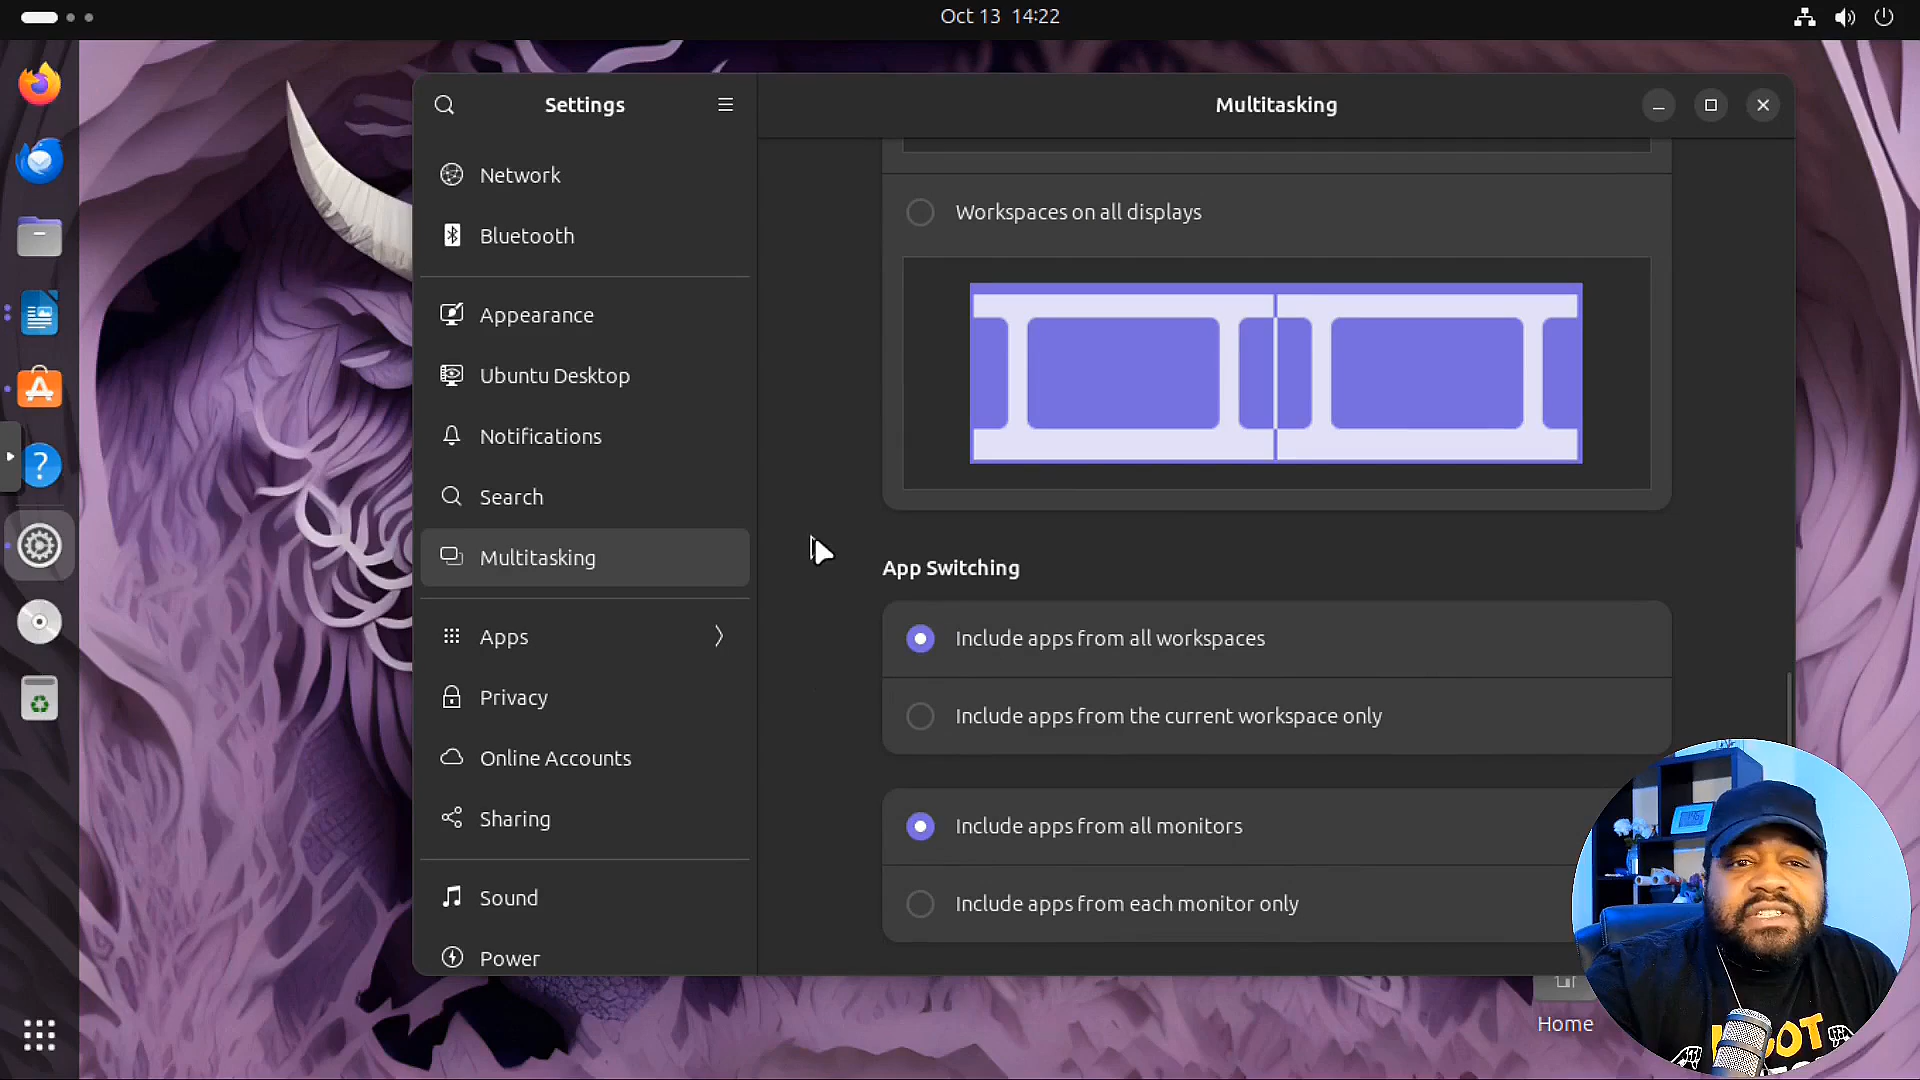 Oct 13 14:22
Settings
Multitasking
Network
Bluetooth
Appearance
Ubuntu Desktop
Notifications
Search
Multitasking
Apps
Privacy
Online Accounts
Sharing
Sound
Power
Workspaces on all displays
App Switching
Include apps from all workspaces
Include apps from the current workspace only
Include apps from all monitors
Include apps from each monitor only
Home